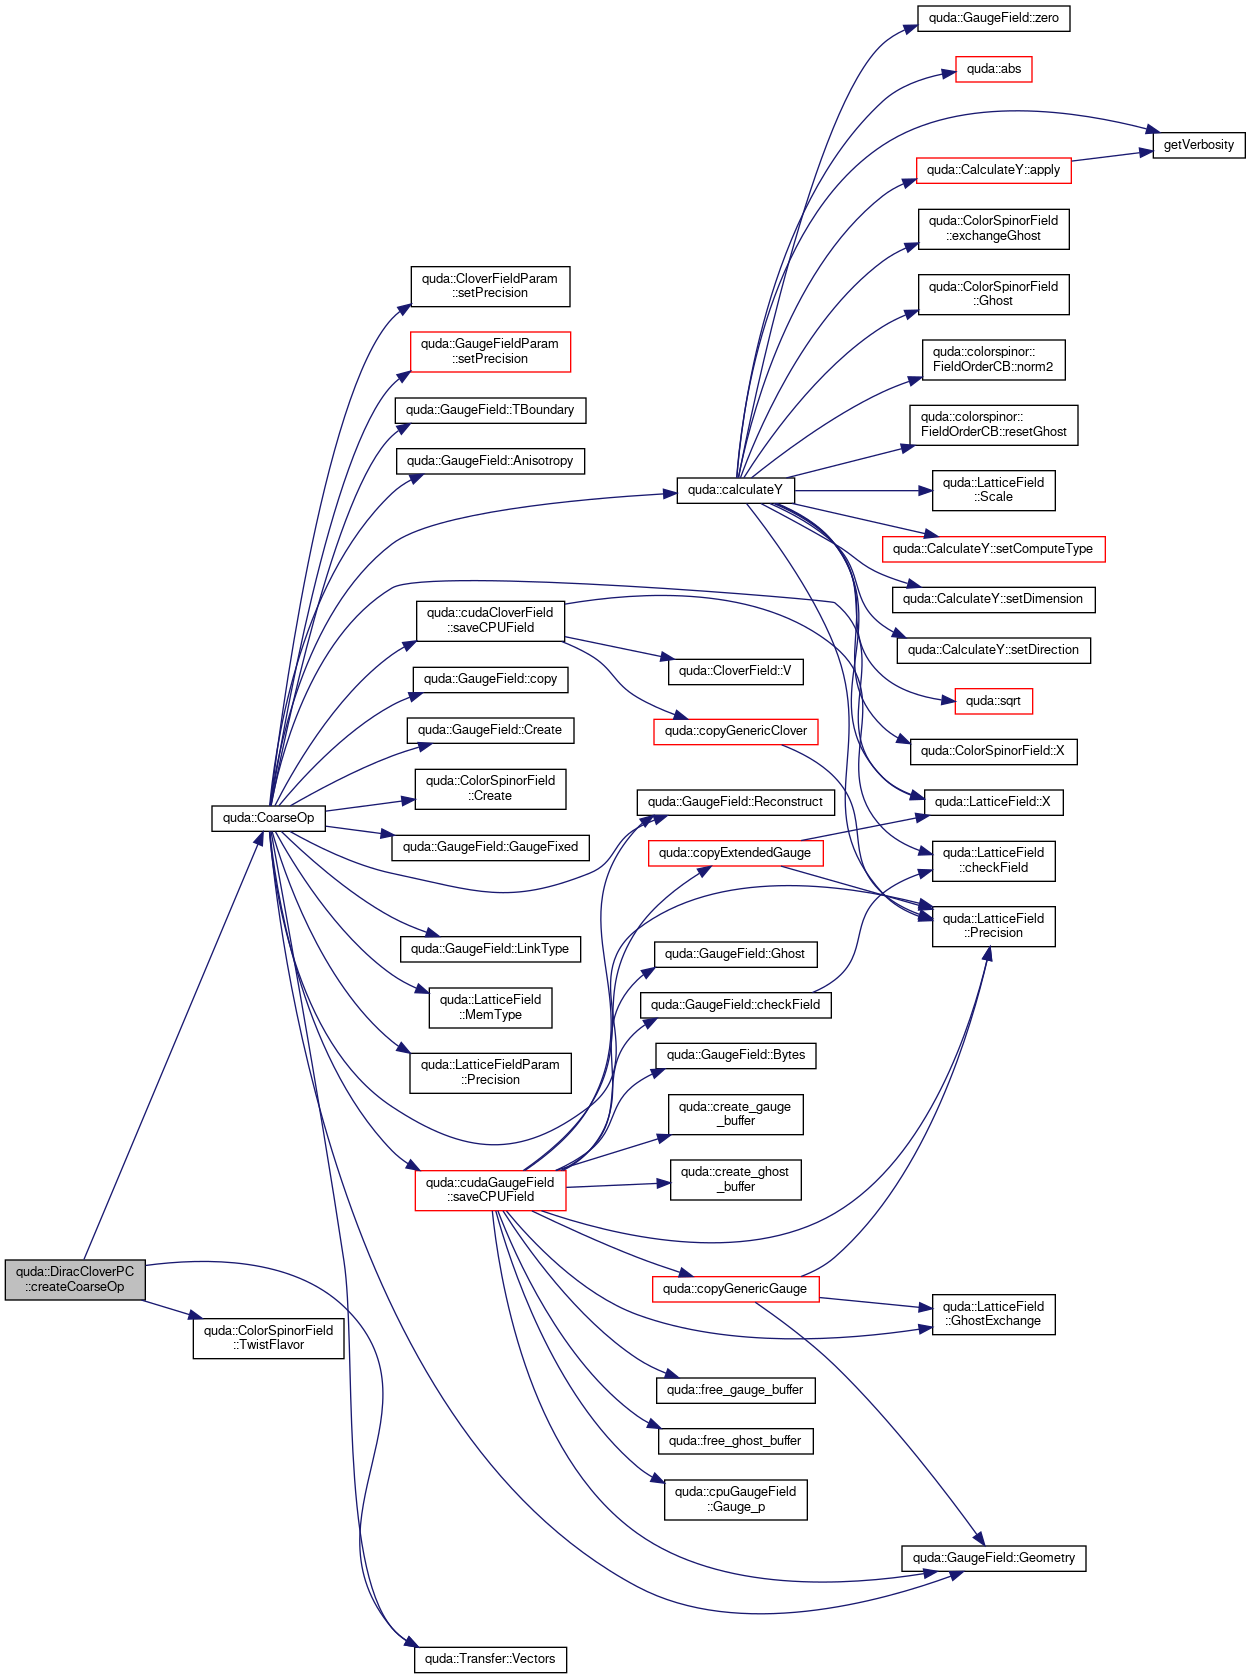 quda::GaugeField::zero
quda::abs
getVerbosity
quda::CalculateY::apply
quda::ColorSpinorField
::exchangeGhost
quda::CloverFieldParam
::setPrecision
quda::ColorSpinorField
::Ghost
quda::GaugeFieldParam
::setPrecision
quda::colorspinor::
FieldOrderCB::norm2
quda::GaugeField::TBoundary
quda::colorspinor::
FieldOrderCB::resetGhost
quda::GaugeField::Anisotropy
quda::calculateY
quda::LatticeField
::Scale
quda::CalculateY::setComputeType
quda::CalculateY::setDimension
quda::cudaCloverField
::saveCPUField
quda::CalculateY::setDirection
quda::CloverField::V
quda::GaugeField::copy
quda::sqrt
quda::copyGenericClover
quda::GaugeField::Create
quda::ColorSpinorField::X
quda::ColorSpinorField
::Create
quda::GaugeField::Reconstruct
quda::LatticeField::X
quda::CoarseOp
quda::GaugeField::GaugeFixed
quda::copyExtendedGauge
quda::LatticeField
::checkField
quda::LatticeField
::Precision
quda::GaugeField::LinkType
quda::GaugeField::Ghost
quda::LatticeField
::MemType
quda::GaugeField::checkField
quda::GaugeField::Bytes
quda::LatticeFieldParam
::Precision
quda::create_gauge
_buffer
quda::create_ghost
_buffer
quda::cudaGaugeField
::saveCPUField
quda::DiracCloverPC
::createCoarseOp
quda::copyGenericGauge
quda::LatticeField
::GhostExchange
quda::ColorSpinorField
::TwistFlavor
quda::free_gauge_buffer
quda::free_ghost_buffer
quda::cpuGaugeField
::Gauge_p
quda::GaugeField::Geometry
quda::Transfer::Vectors